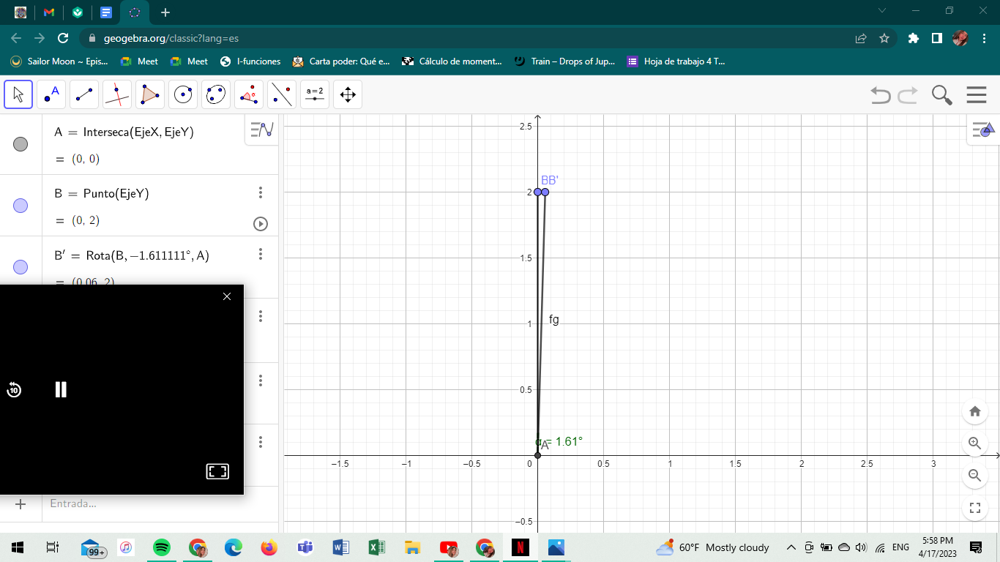 geogebra.org/classic?lang=es
Sailor Moon ~ Epis...
Meet
Meet
I-funciones
Carta poder: Qué e...
Cálculo de moment...
Train – Drops of Jup...
Hoja de trabajo 4 T...
A
a=2
A = Interseca(EjeX, EjeY)
= (0, 0)
B = Punto(EjeY)
= (0, 2)
B′ = Rota(B, −1.611111°, A)
= (0.06, 2)
10
Entrada...
2.5
BB'
2
1.5
1
fg
0.5
α = 1.61°
A
−1.5
−1
−0.5
0
0.5
1
1.5
2
2.5
3
−0.5
99+
60°F Mostly cloudy
ENG
5:58 PM
4/17/2023